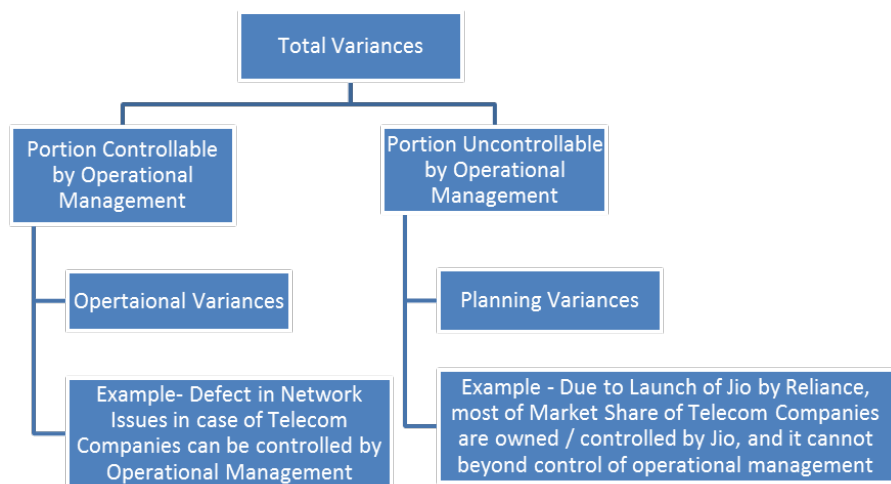 Total Variances
Portion Controllable
by Operational
Management
Portion Uncontrollable
by Operational
Management
Opertaional Variances
Planning Variances
Example- Defect in Network
Issues in case of Telecom
Companies can be controlled by
Operational Management
Example - Due to Launch of Jio by Reliance,
most of Market Share of Telecom Companies
are owned / controlled by Jio, and it cannot
beyond control of operational management